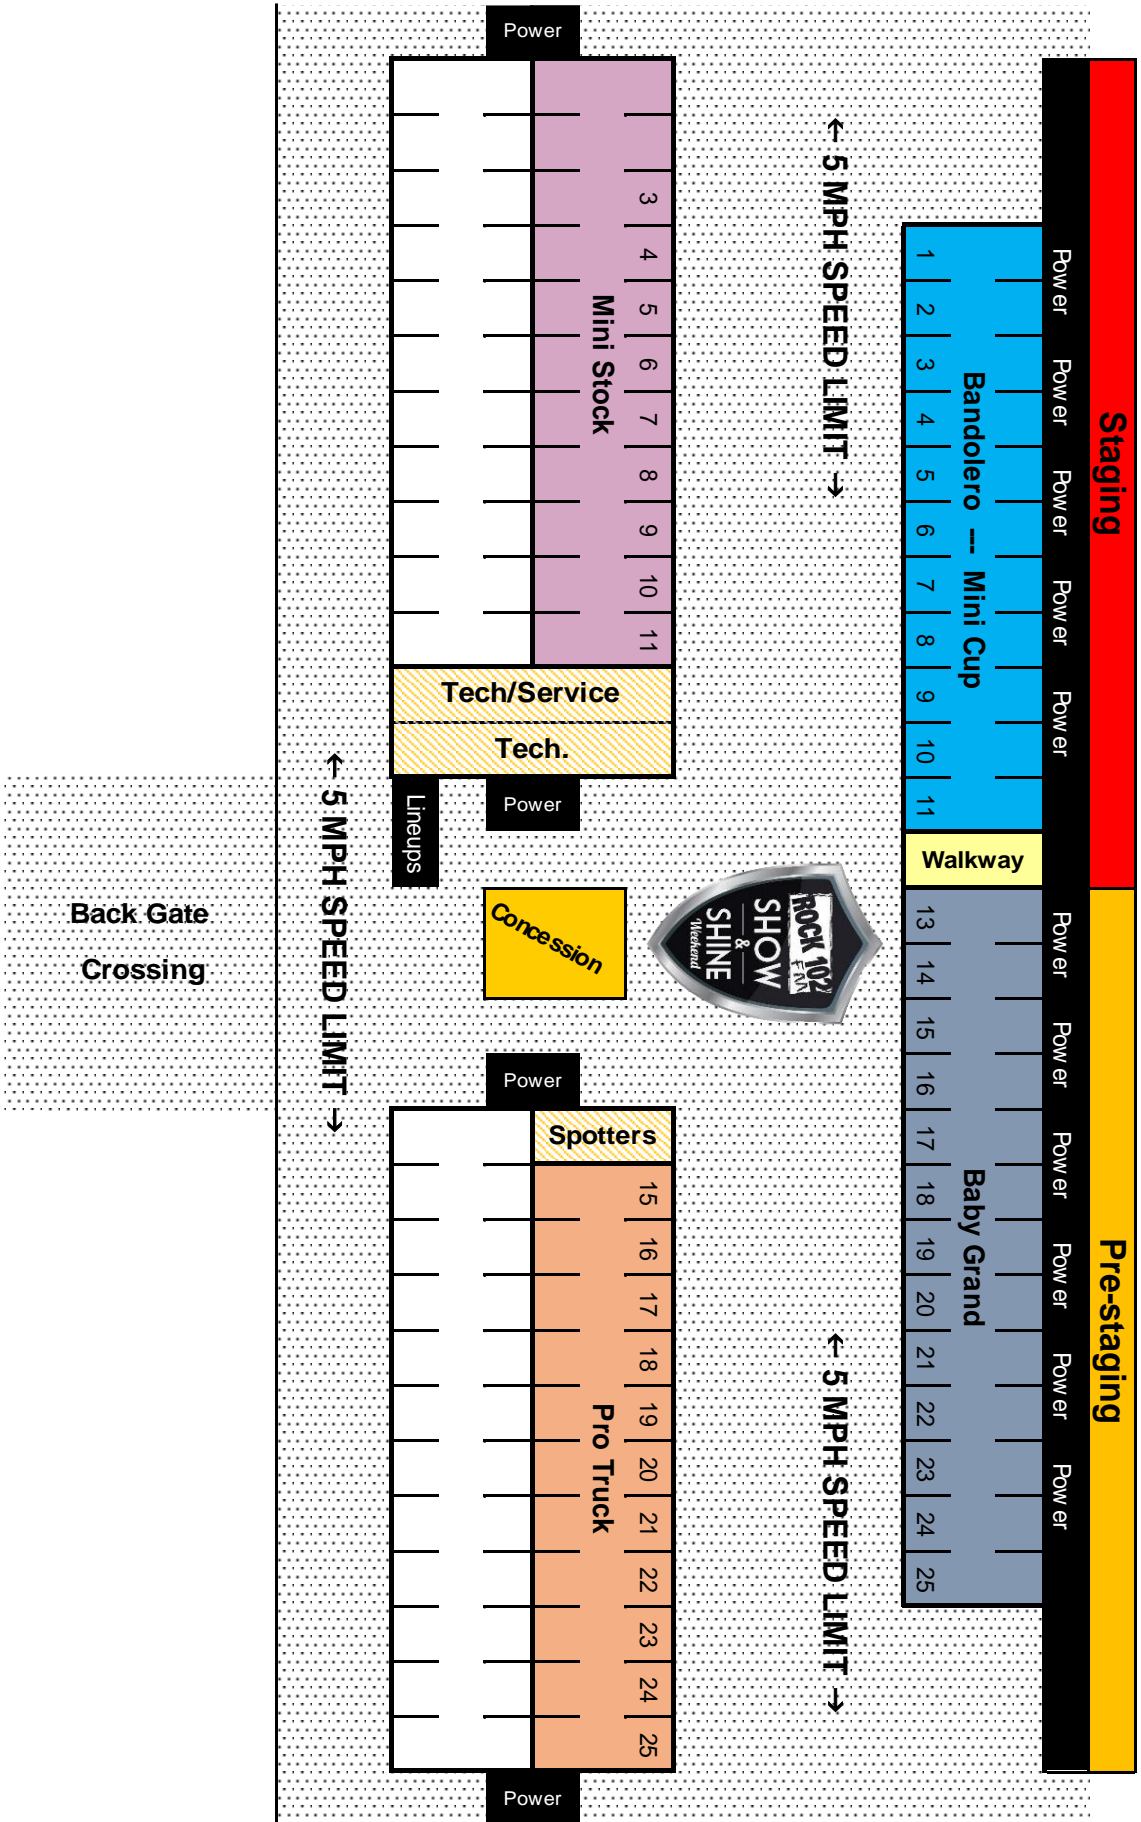 Power
Staging
← 5 MPH SPEED LIMIT →
3
4
5
6
7
8
9
10
11
Mini Stock
1
2
3
4
5
6
7
8
9
10
11
Bandolero --- Mini Cup
Power
Power
Power
Power
Power
Tech/Service
Tech.
Power
Lineups
Walkway
← 5 MPH SPEED LIMIT →
Back Gate
Crossing
Concession
ROCK 102
FM
SHOW
&
SHINE
Weekend
Power
Spotters
13
14
15
16
17
18
19
20
21
22
23
24
25
Baby Grand
Power
Power
Power
Power
Power
Power
Pre-staging
15
16
17
18
19
20
21
22
23
24
25
Pro Truck
← 5 MPH SPEED LIMIT →
Power